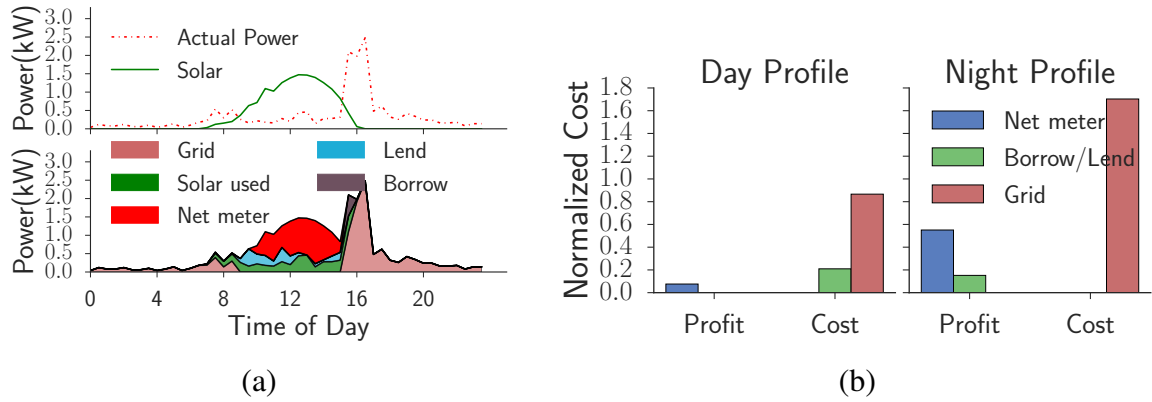 3.0
2.5
2.0
1.5
1.0
0.5
0.0
Power(kW)
Actual Power
Solar
3.0
2.5
2.0
1.5
1.0
0.5
0.0
Power(kW)
Grid
Solar used
Net meter
Lend
Borrow
0 4 8 12 16 20
Time of Day
(a)
Day Profile
Night Profile
Normalized Cost
1.8
1.6
1.4
1.2
1.0
0.8
0.6
0.4
0.2
0.0
Net meter
Borrow/Lend
Grid
Profit Cost
Profit Cost
(b)